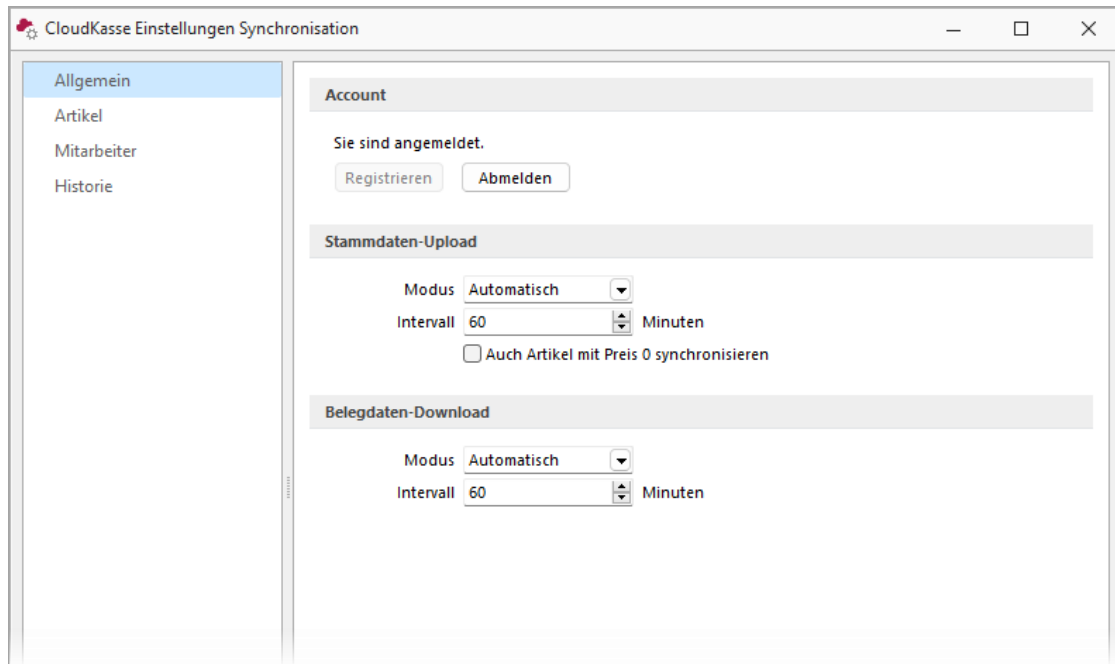 CloudKasse Einstellungen Synchronisation
Allgemein
Artikel
Mitarbeiter
Historie
Account
Sie sind angemeldet.
Registrieren Abmelden
Stammdaten-Upload
Modus Automatisch
Intervall 60 Minuten
Auch Artikel mit Preis 0 synchronisieren
Belegdaten-Download
Modus Automatisch
Intervall 60 Minuten